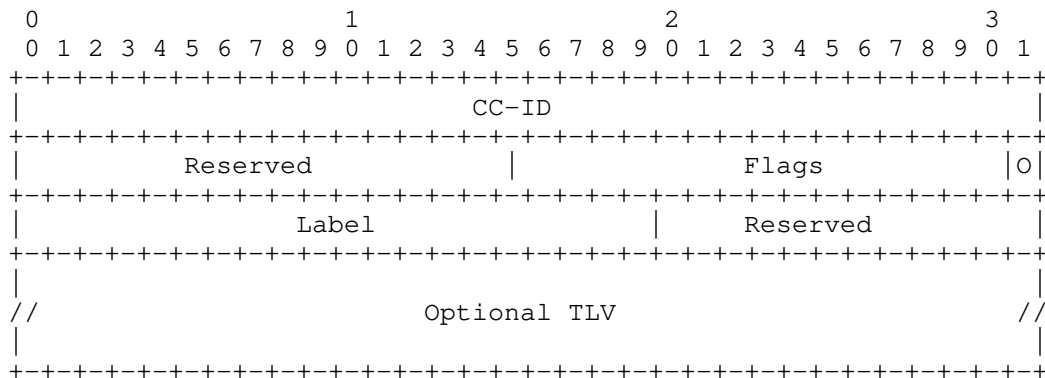 0                   1                   2                   3
0 1 2 3 4 5 6 7 8 9 0 1 2 3 4 5 6 7 8 9 0 1 2 3 4 5 6 7 8 9 0 1
+-+-+-+-+-+-+-+-+-+-+-+-+-+-+-+-+-+-+-+-+-+-+-+-+-+-+-+-+-+-+-+-+
|                            CC-ID                              |
+-+-+-+-+-+-+-+-+-+-+-+-+-+-+-+-+-+-+-+-+-+-+-+-+-+-+-+-+-+-+-+-+
|          Reserved             |              Flags          |O|
+-+-+-+-+-+-+-+-+-+-+-+-+-+-+-+-+-+-+-+-+-+-+-+-+-+-+-+-+-+-+-+-+
|                 Label                 |     Reserved          |
+-+-+-+-+-+-+-+-+-+-+-+-+-+-+-+-+-+-+-+-+-+-+-+-+-+-+-+-+-+-+-+-+
|                                                               |
//                        Optional TLV                         //
|                                                               |
+-+-+-+-+-+-+-+-+-+-+-+-+-+-+-+-+-+-+-+-+-+-+-+-+-+-+-+-+-+-+-+-+